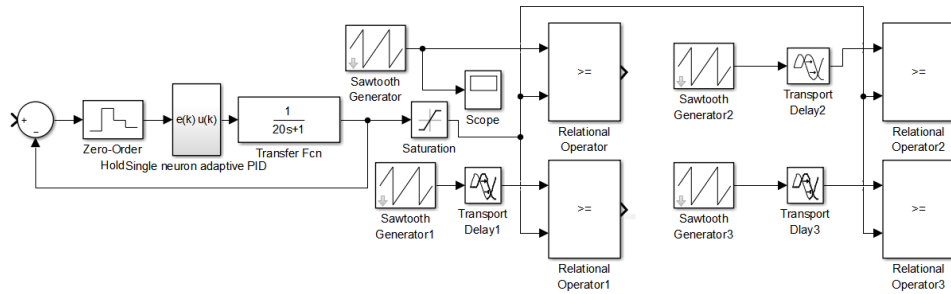 +
−
Zero-Order
Hold
e(k) u(k)
Single neuron adaptive PID
1
20s+1
Transfer Fcn
Sawtooth
Generator
Scope
Saturation
>=
Relational
Operator
Sawtooth
Generator1
Transport
Delay1
>=
Relational
Operator1
Sawtooth
Generator2
Transport
Delay2
>=
Relational
Operator2
Sawtooth
Generator3
Transport
Dlay3
>=
Relational
Operator3